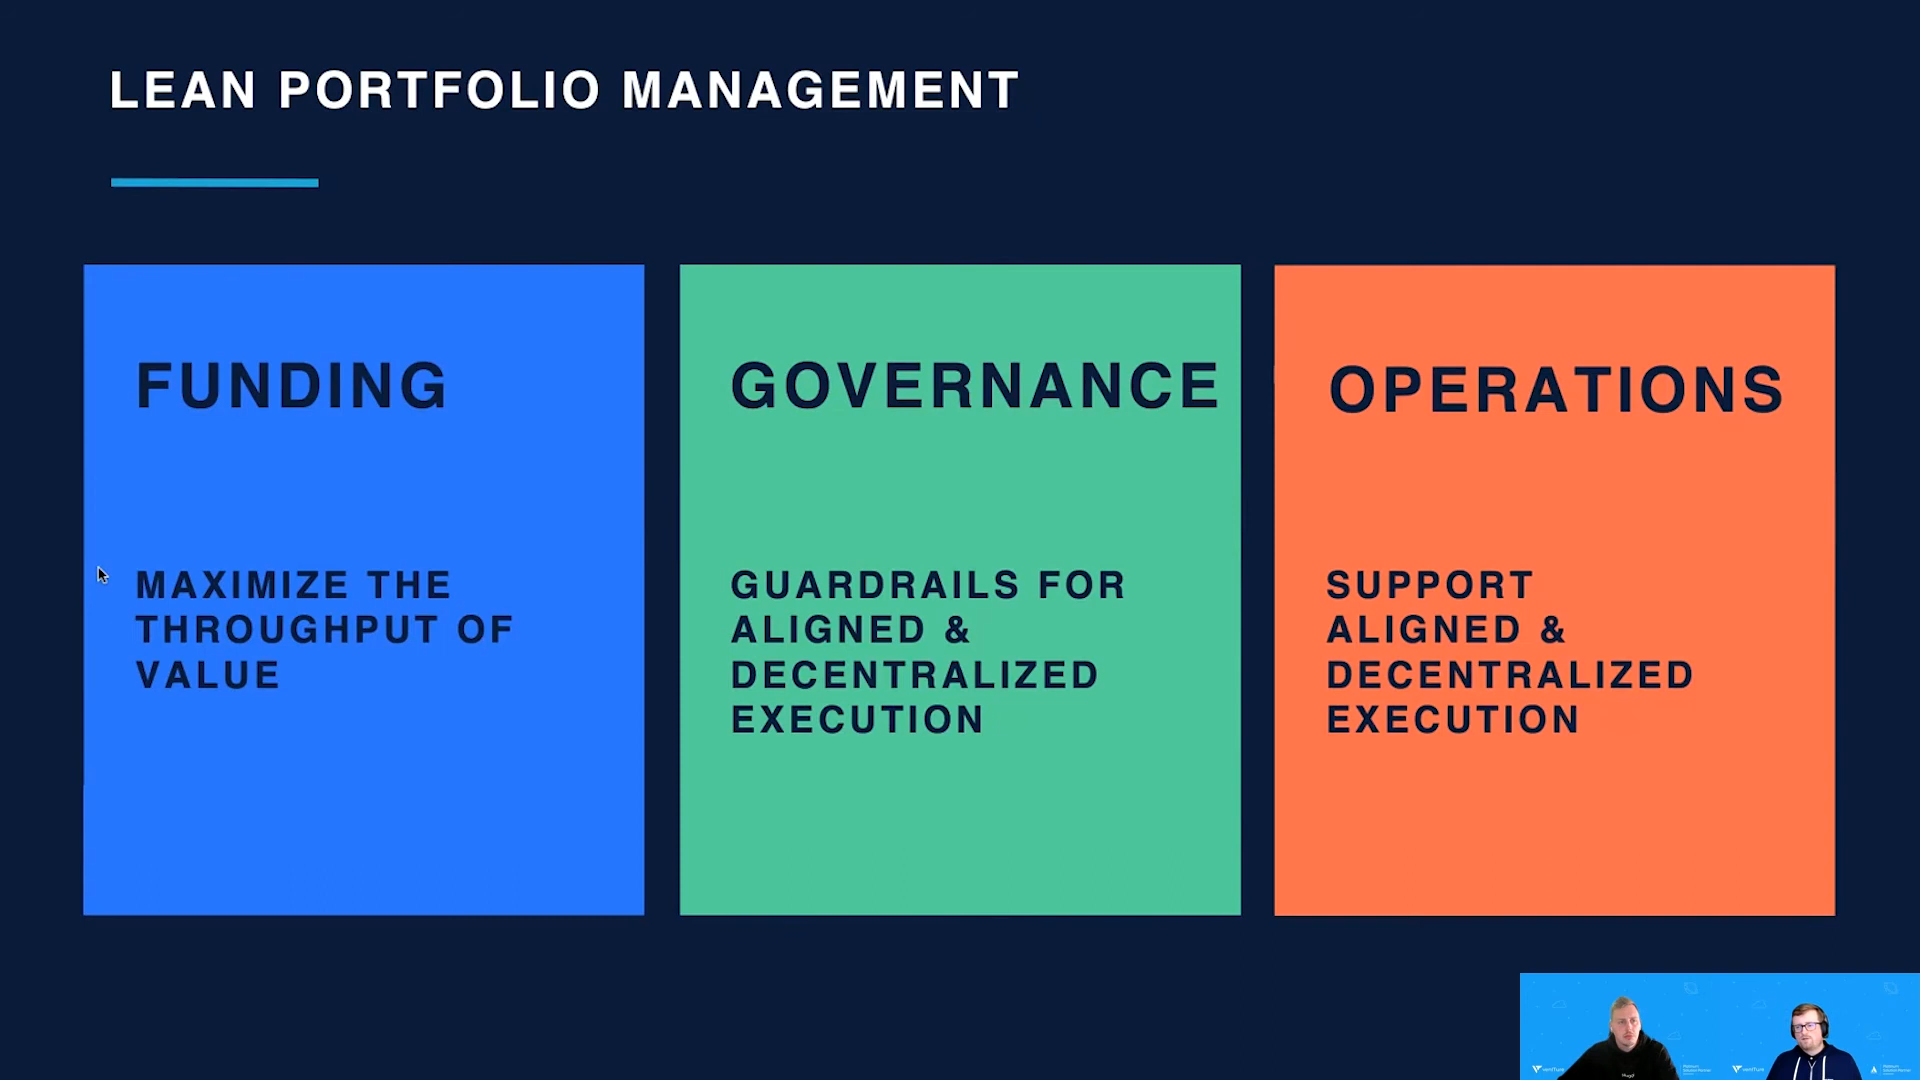 LEAN PORTFOLIO MANAGEMENT
FUNDING
MAXIMIZE THE
THROUGHPUT OF
VALUE
GOVERNANCE
GUARDRAILS FOR
ALIGNED &
DECENTRALIZED
EXECUTION
OPERATIONS
SUPPORT
ALIGNED &
DECENTRALIZED
EXECUTION